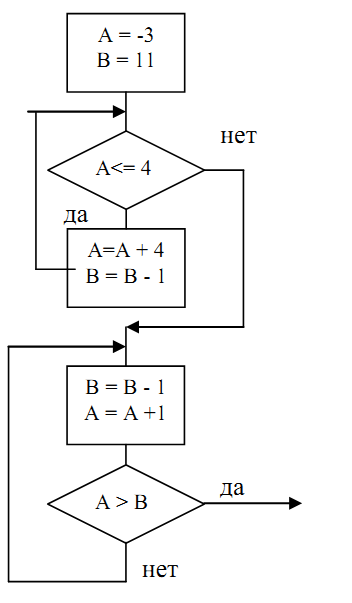 A = -3
B = 11
нет
A<= 4
да
A=A + 4
B = B - 1
B = B - 1
A = A +1
да
A > B
нет